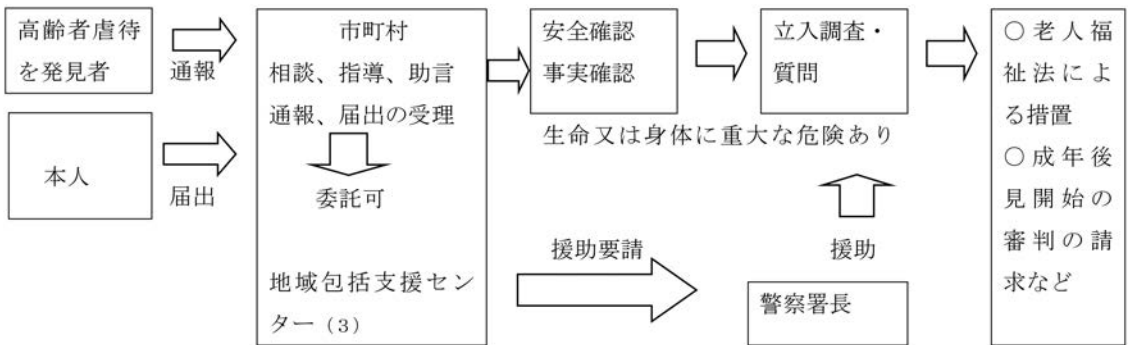 高齢者虐待
を発見者
通報
本人
届出
市町村
相談、指導、助言
通報、届出の受理
委託可
地域包括支援セン
ター（3）
安全確認
事実確認
立入調査・
質問
生命又は身体に重大な危険あり
援助要請
援助
警察署長
○老人福
祉法によ
る措置
○成年後
見開始の
審判の請
求など